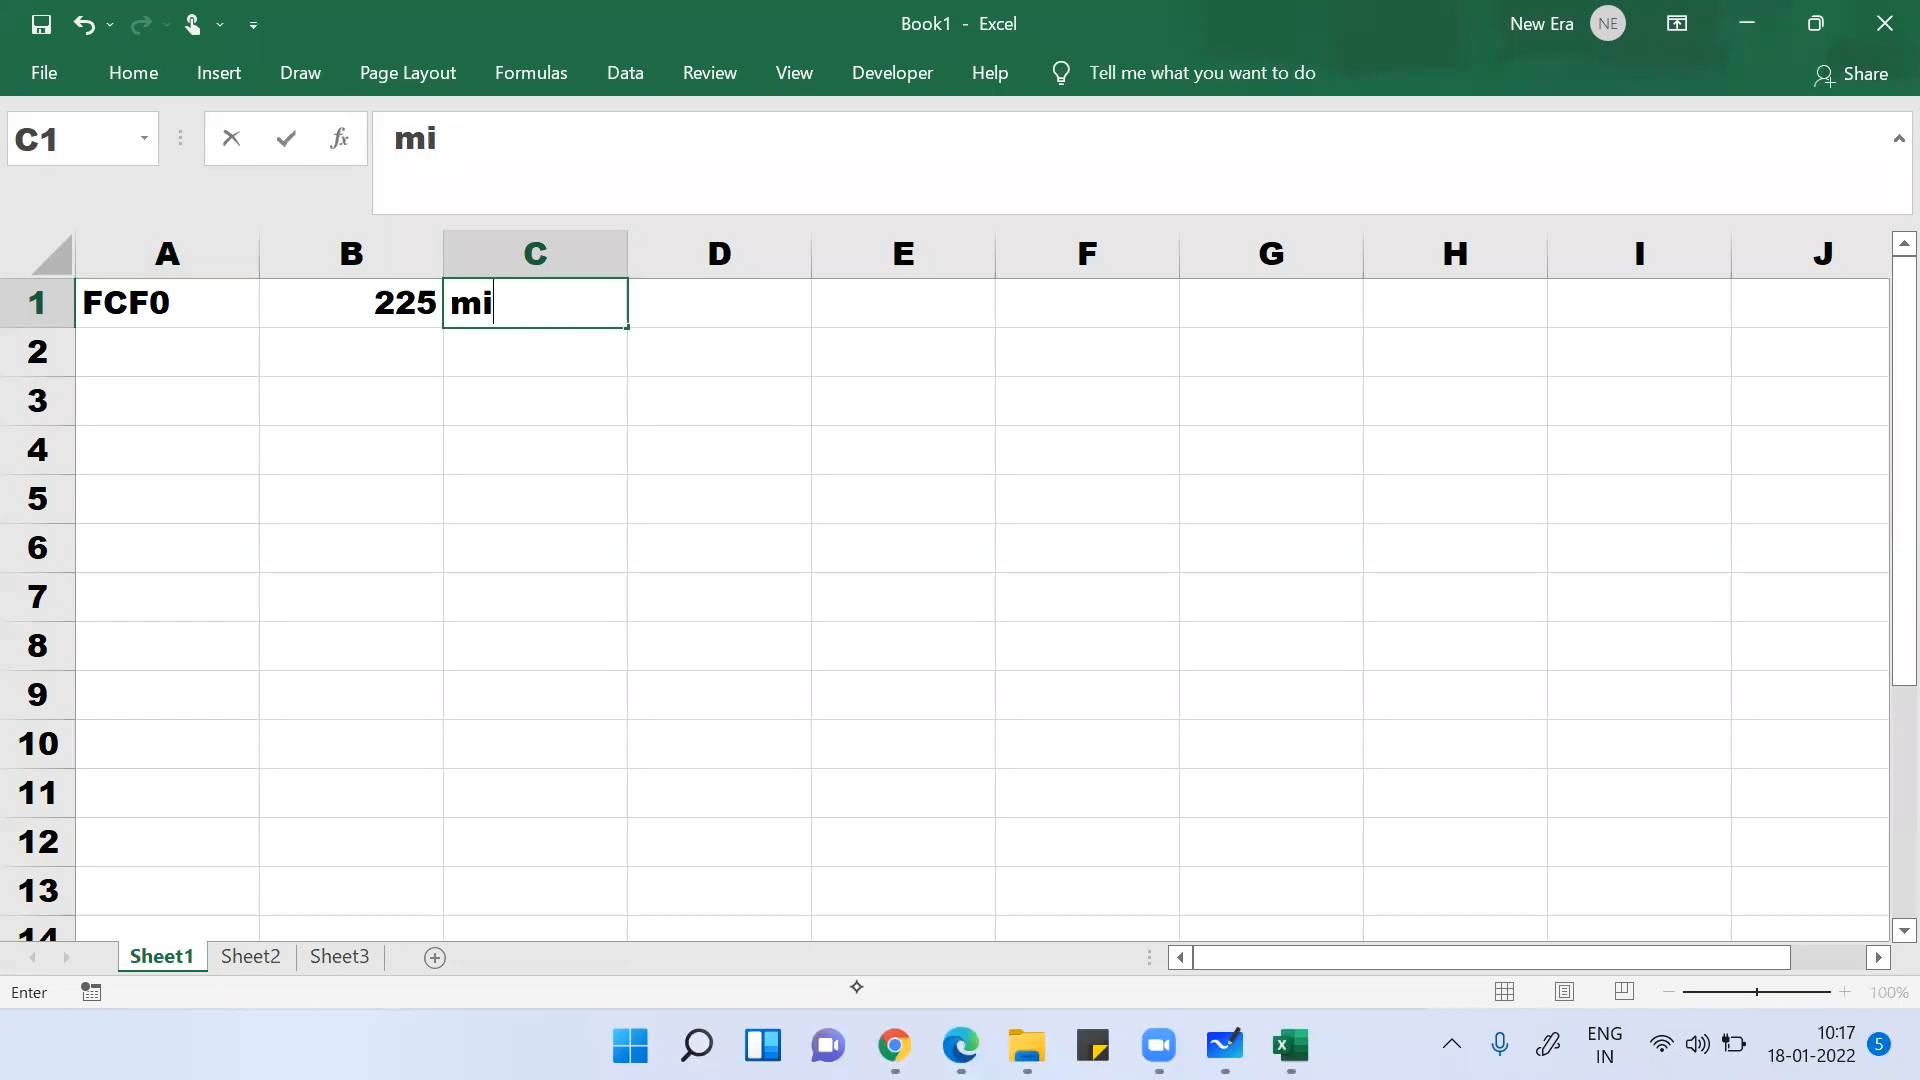 Book1 - Excel
New Era NE
File Home Insert Draw Page Layout Formulas Data Review View Developer Help Tell me what you want to do Share
C1 fx mi
A B C D E F G H I J
1 FCF0 225 mi
2
3
4
5
6
7
8
9
10
11
12
13
14
Sheet1 Sheet2 Sheet3
Enter 100%
ENG 10:17
IN 18-01-2022 5